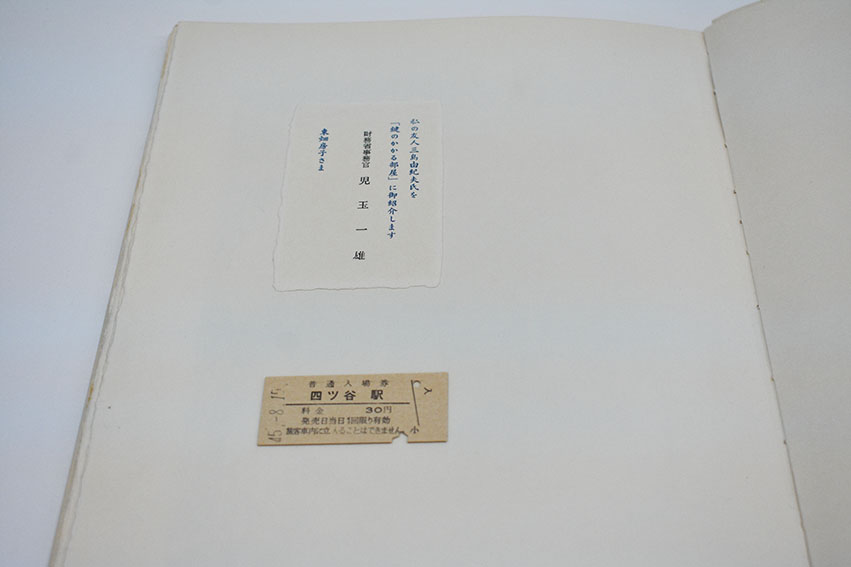 私の友人三島由紀夫氏を
「鍵のかかる部屋」に御紹介します
財務省事務官 児玉一雄
東畑房子さま
普通入場券
四ツ谷駅
料金 30円
発売日当日1回限り有効
旅客車内に立入ることはできません
小